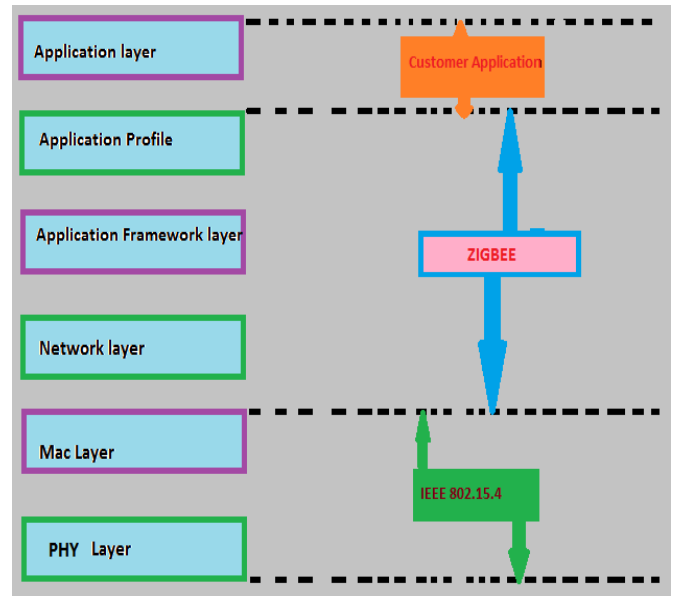 Application layer
Customer Application
Application Profile
Application Framework layer
ZIGBEE
Network layer
Mac Layer
IEEE 802.15.4
PHY Layer